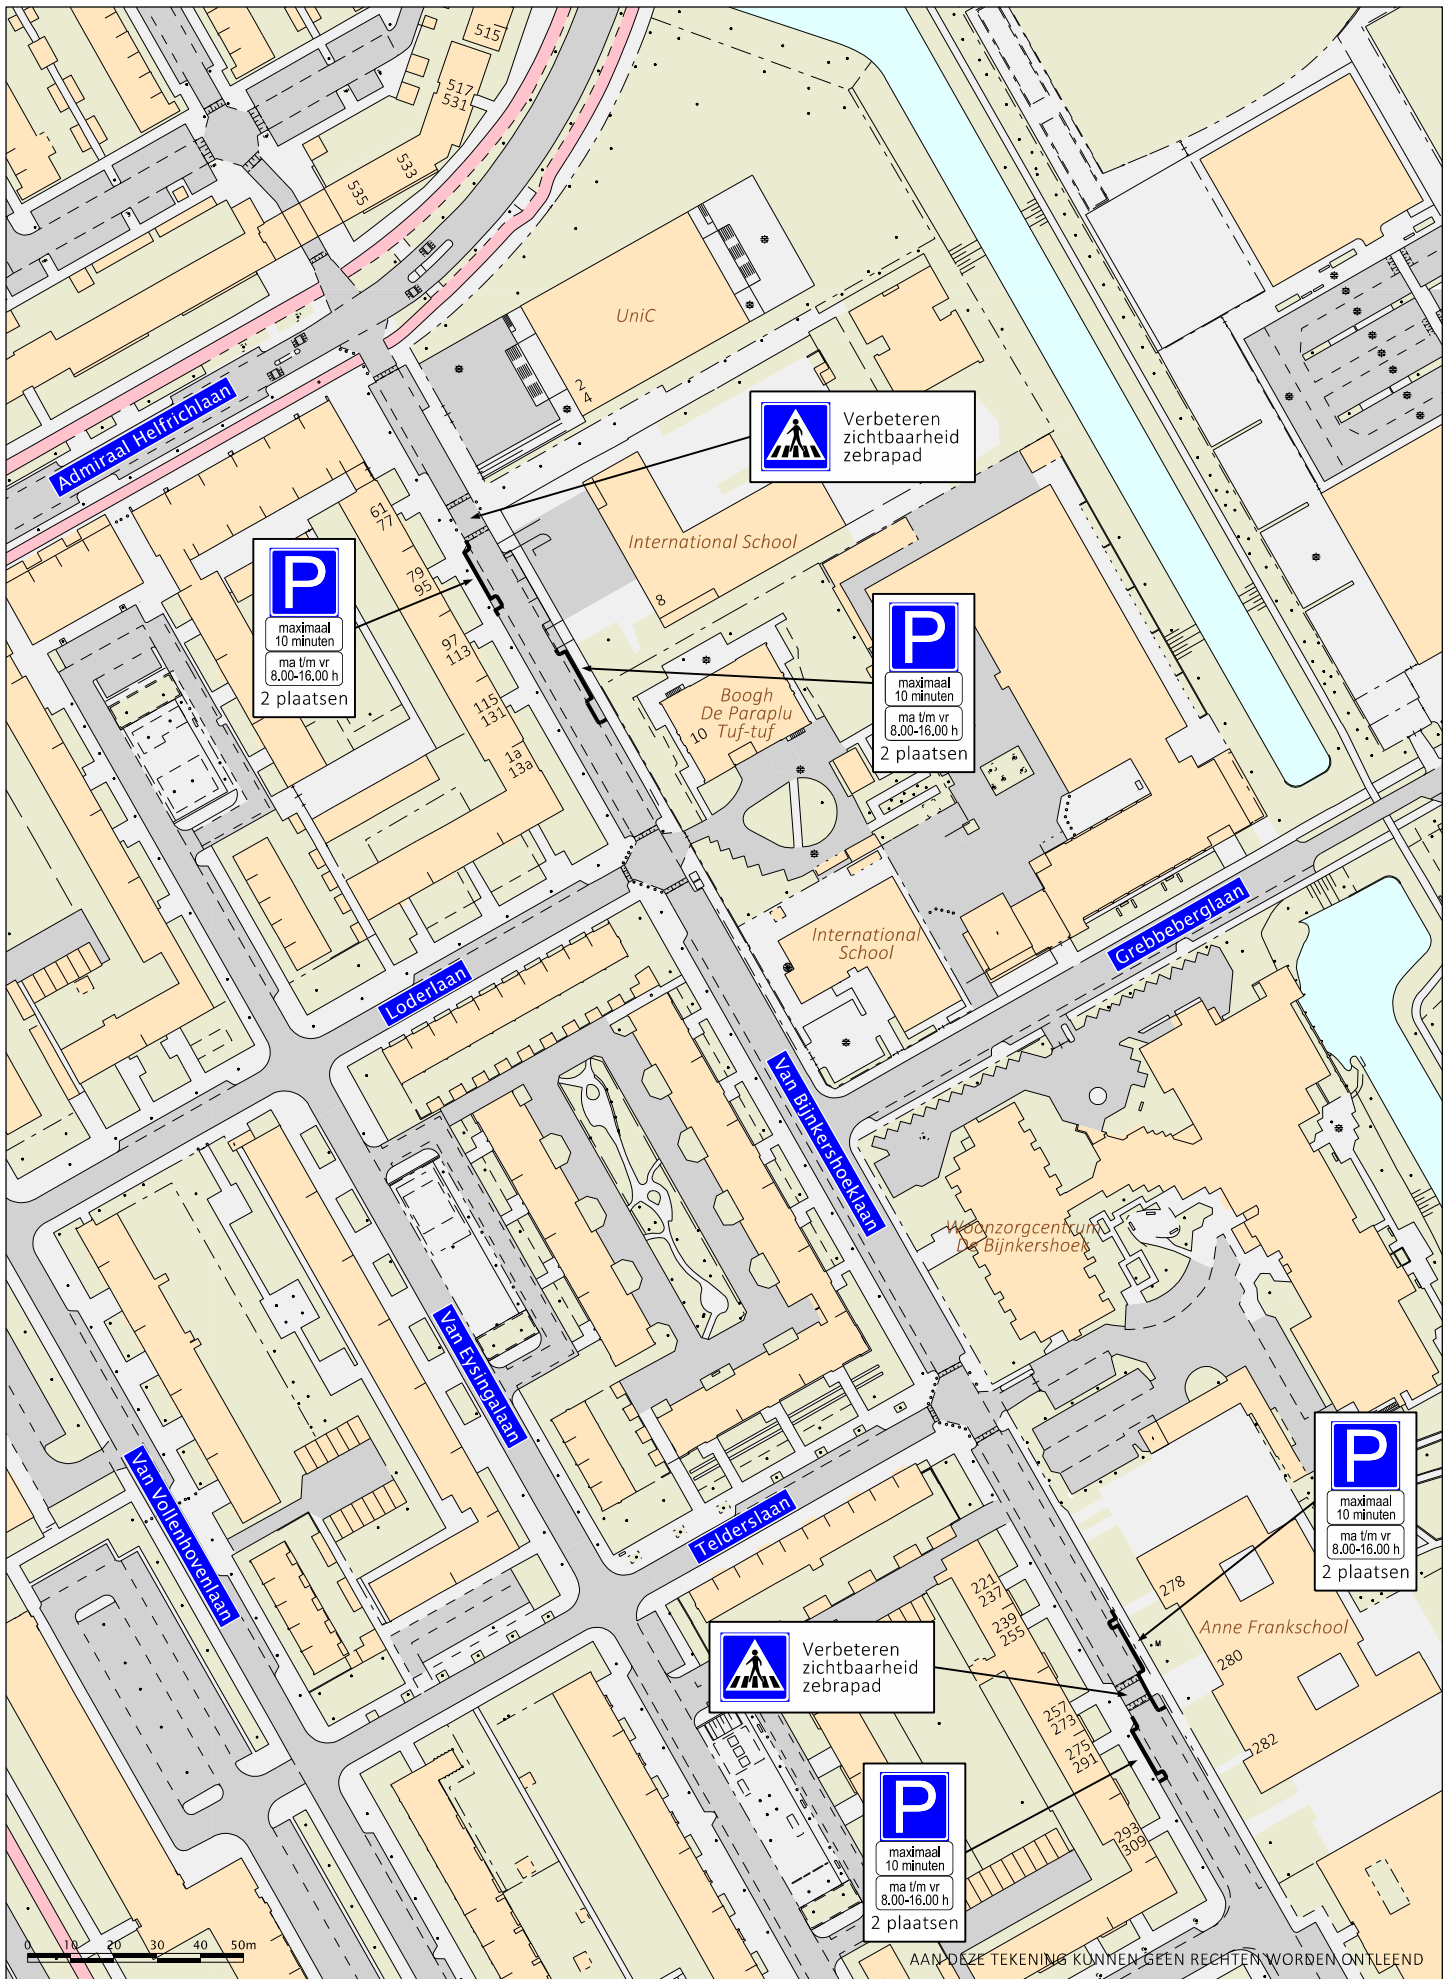 515
517
531
533
535
UniC
2
4
Admiraal Helfrichlaan
Verbeteren
zichtbaarheid
zebrapad
61
77
International School
8
P
maximaal
10 minuten
ma t/m vr
8.00-16.00 h
2 plaatsen
79
95
97
113
115
131
1a
13a
P
maximaal
10 minuten
ma t/m vr
8.00-16.00 h
2 plaatsen
Boogh
De Paraplu
Tuf-tuf
10
International
School
Grebbeberglaan
Loderlaan
Van Bijnkershoeklaan
Woonzorgcentrum
De Bijnkershoek
Van Eysingalaan
Van Vollenhovenlaan
Telderslaan
P
maximaal
10 minuten
ma t/m vr
8.00-16.00 h
2 plaatsen
221
237
239
255
278
Anne Frankschool
280
282
Verbeteren
zichtbaarheid
zebrapad
257
273
275
291
293
309
P
maximaal
10 minuten
ma t/m vr
8.00-16.00 h
2 plaatsen
0 10 20 30 40 50m
AAN DEZE TEKENING KUNNEN GEEN RECHTEN WORDEN ONTLEEND